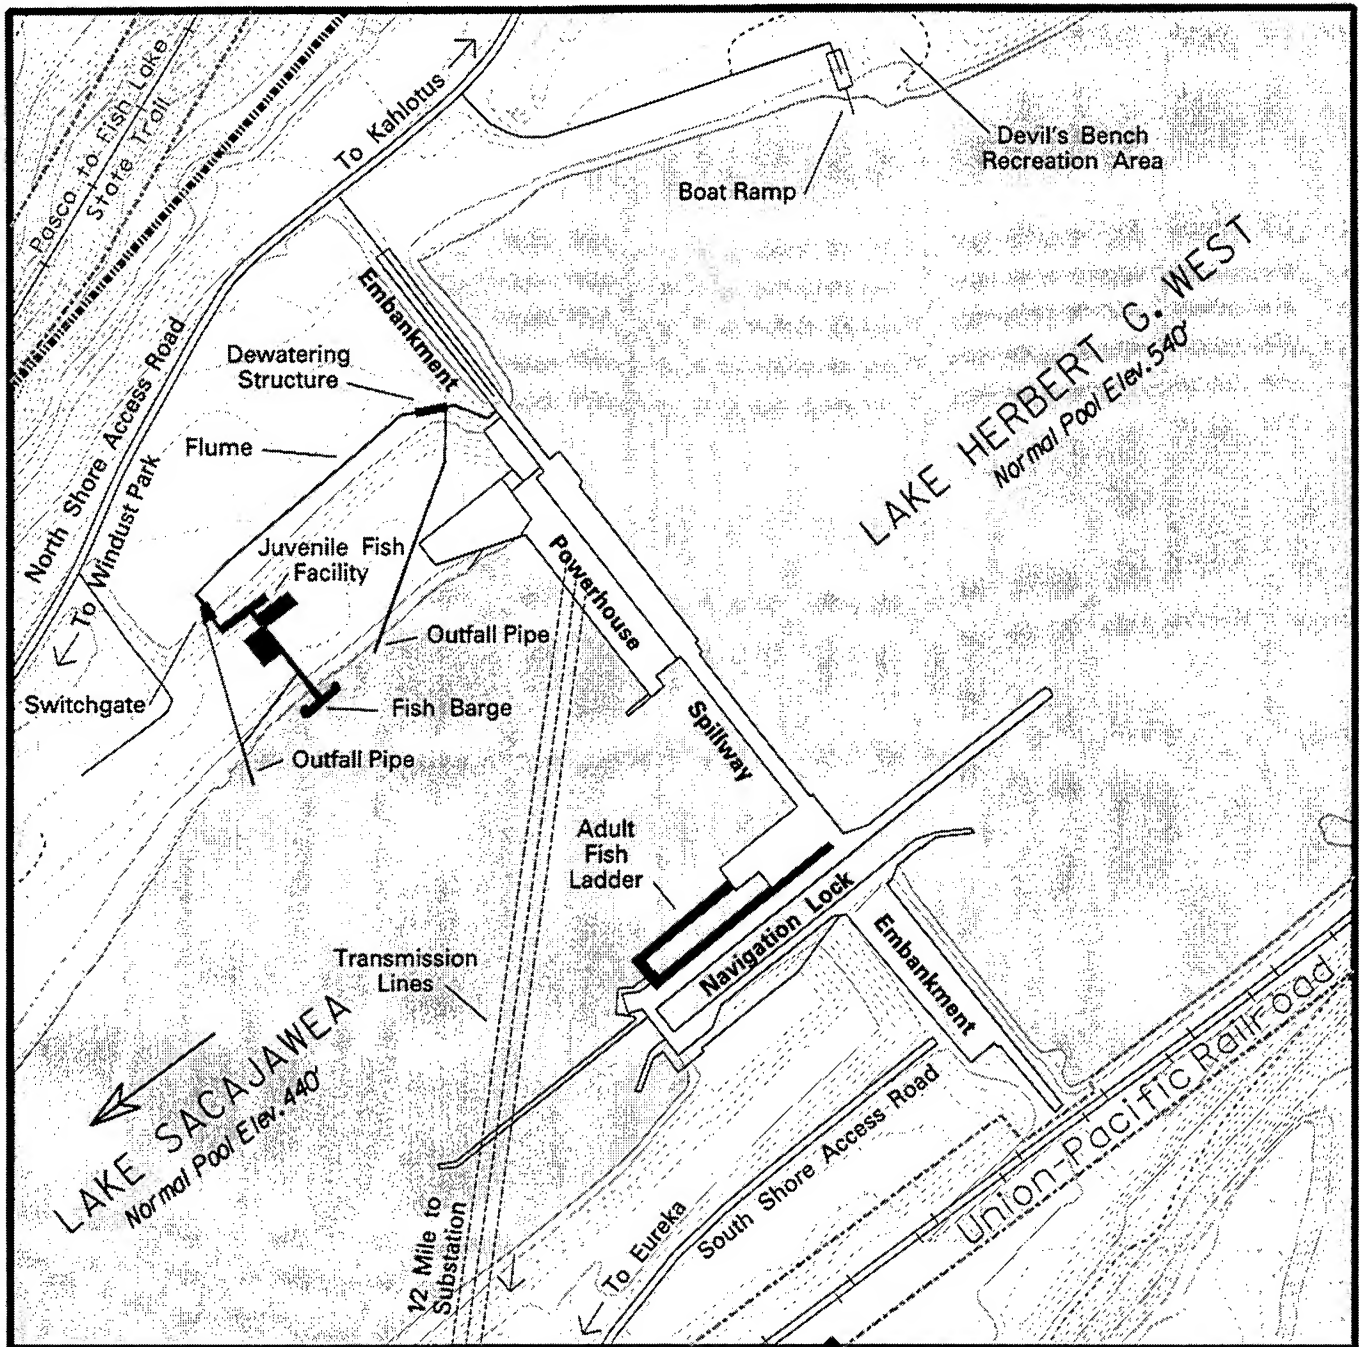 Pasco to Fish Lake
State Trail
To Kahlotus
Devil's Bench
Recreation Area
Boat Ramp
LAKE HERBERT G. WEST
Normal Pool Elev. 540'
Embankment
Dewatering
Structure
North Shore Access Road
Flume
To Windust Park
Juvenile Fish
Facility
Powerhouse
Outfall Pipe
Switchgate
Fish Barge
Spillway
Outfall Pipe
Adult
Fish
Ladder
Navigation Lock
Embankment
Transmission
Lines
LAKE SACAJAWEA
Normal Pool Elev. 440'
Union-Pacific Railroad
South Shore Access Road
1/2 Mile to
Substation
To Eureka